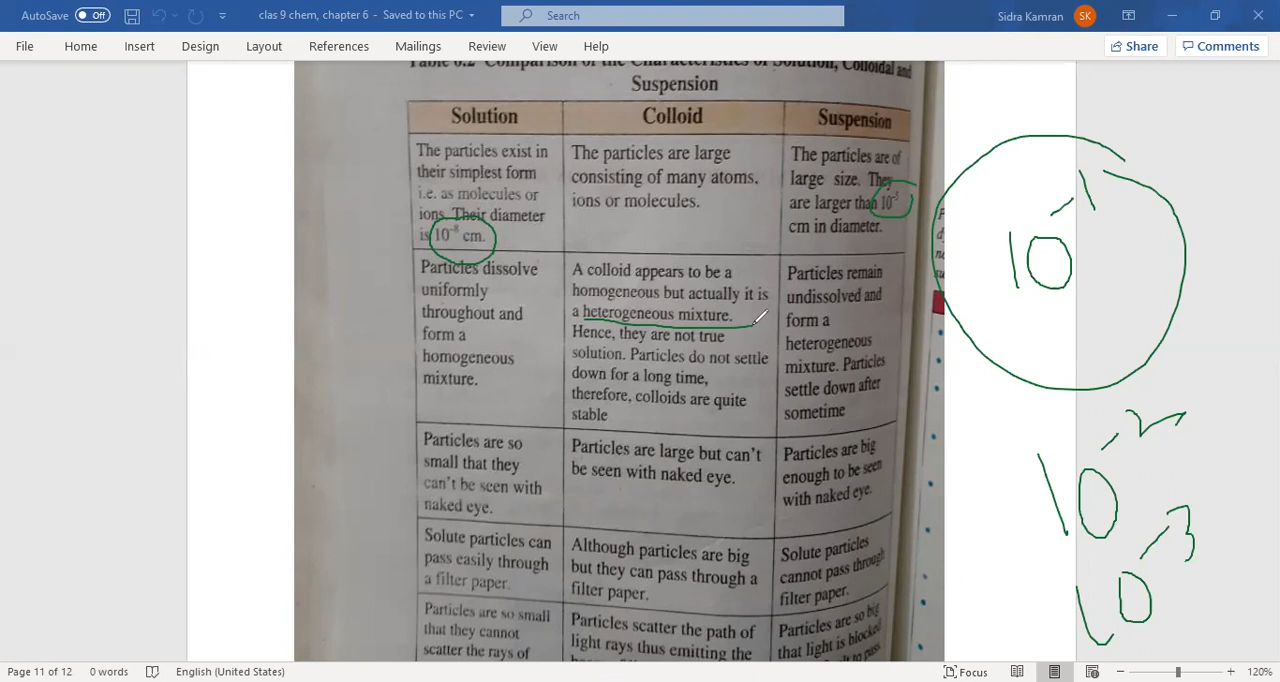 AutoSave Off clas 9 chem, chapter 6 - Saved to this PC Search Sidra Kamran SK
File Home Insert Design Layout References Mailings Review View Help Share Comments
Table 6.2 Comparison of the Characteristics of Solution, Colloidal and
Suspension
Solution
The particles exist in
their simplest form
i.e. as molecules or
ions. Their diameter
is 10⁻⁸ cm.
Colloid
The particles are large
consisting of many atoms,
ions or molecules.
Suspension
The particles are of
large size. They
are larger than 10⁻⁵
cm in diameter.
Particles dissolve
uniformly
throughout and
form a
homogeneous
mixture.
A colloid appears to be a
homogeneous but actually it is
a heterogeneous mixture.
Hence, they are not true
solution. Particles do not settle
down for a long time,
therefore, colloids are quite
stable
Particles remain
undissolved and
form a
heterogeneous
mixture. Particles
settle down after
sometime
Particles are so
small that they
can't be seen with
naked eye.
Particles are large but can't
be seen with naked eye.
Particles are big
enough to be seen
with naked eye.
Solute particles can
pass easily through
a filter paper.
Although particles are big
but they can pass through a
filter paper.
Solute particles
cannot pass through
filter paper.
Particles are so small
that they cannot
scatter the rays of
Particles scatter the path of
light rays thus emitting the
Particles are so big
that light is blocked
10⁻¹
10⁻²
10⁻³
Page 11 of 12 0 words English (United States) Focus 120%